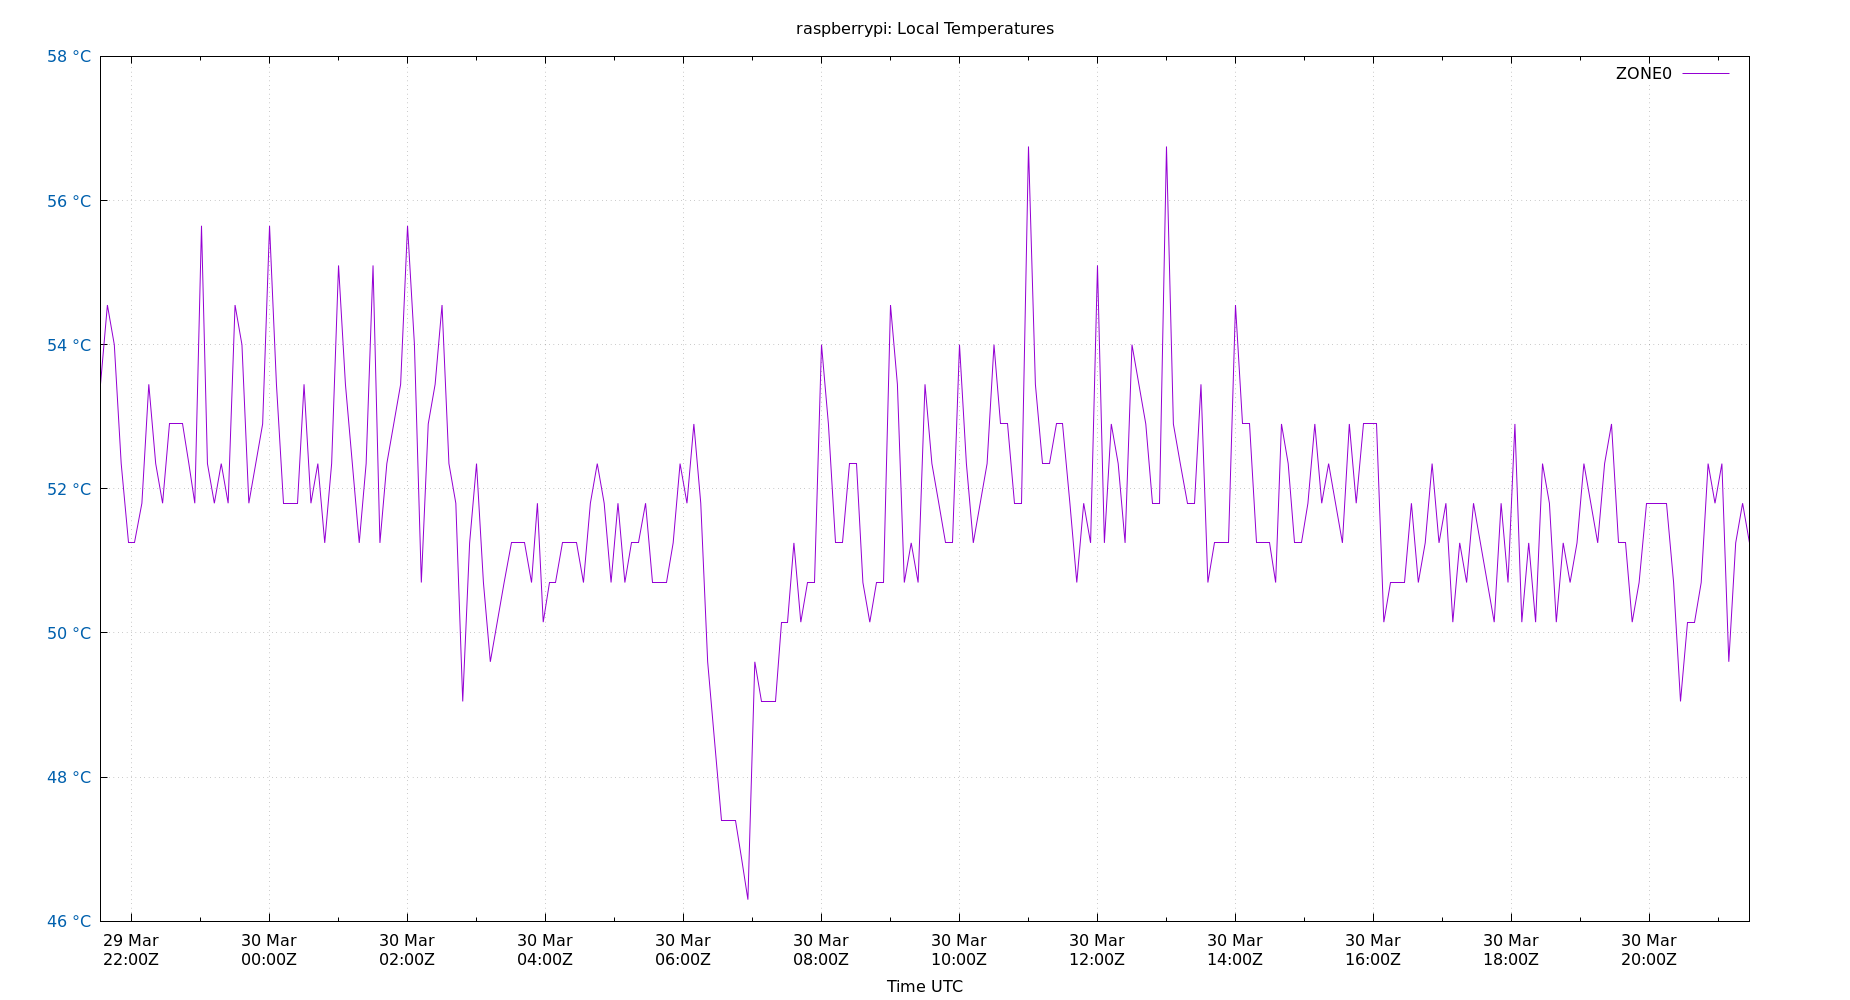 raspberrypi: Local Temperatures
58 °C
ZONE0
56 °C
54 °C
52 °C
50 °C
48 °C
46 °C
29 Mar 30 Mar 30 Mar 30 Mar 30 Mar 30 Mar 30 Mar 30 Mar 30 Mar 30 Mar 30 Mar 30 Mar
22:00Z 00:00Z 02:00Z 04:00Z 06:00Z 08:00Z 10:00Z 12:00Z 14:00Z 16:00Z 18:00Z 20:00Z
Time UTC